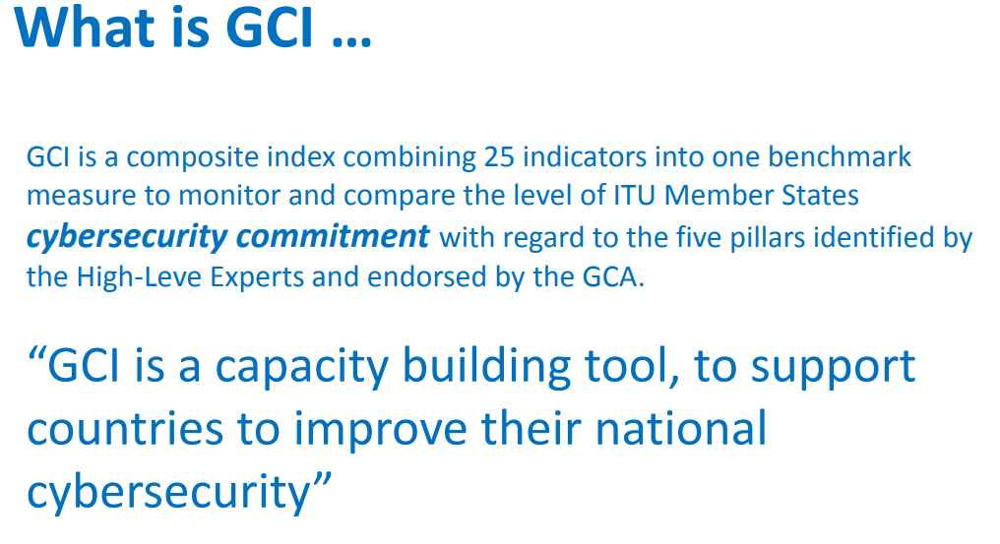 What is GCI …
GCI is a composite index combining 25 indicators into one benchmark
measure to monitor and compare the level of ITU Member States
cybersecurity commitment with regard to the five pillars identified by
the High-Leve Experts and endorsed by the GCA.
“GCI is a capacity building tool, to support
countries to improve their national
cybersecurity”